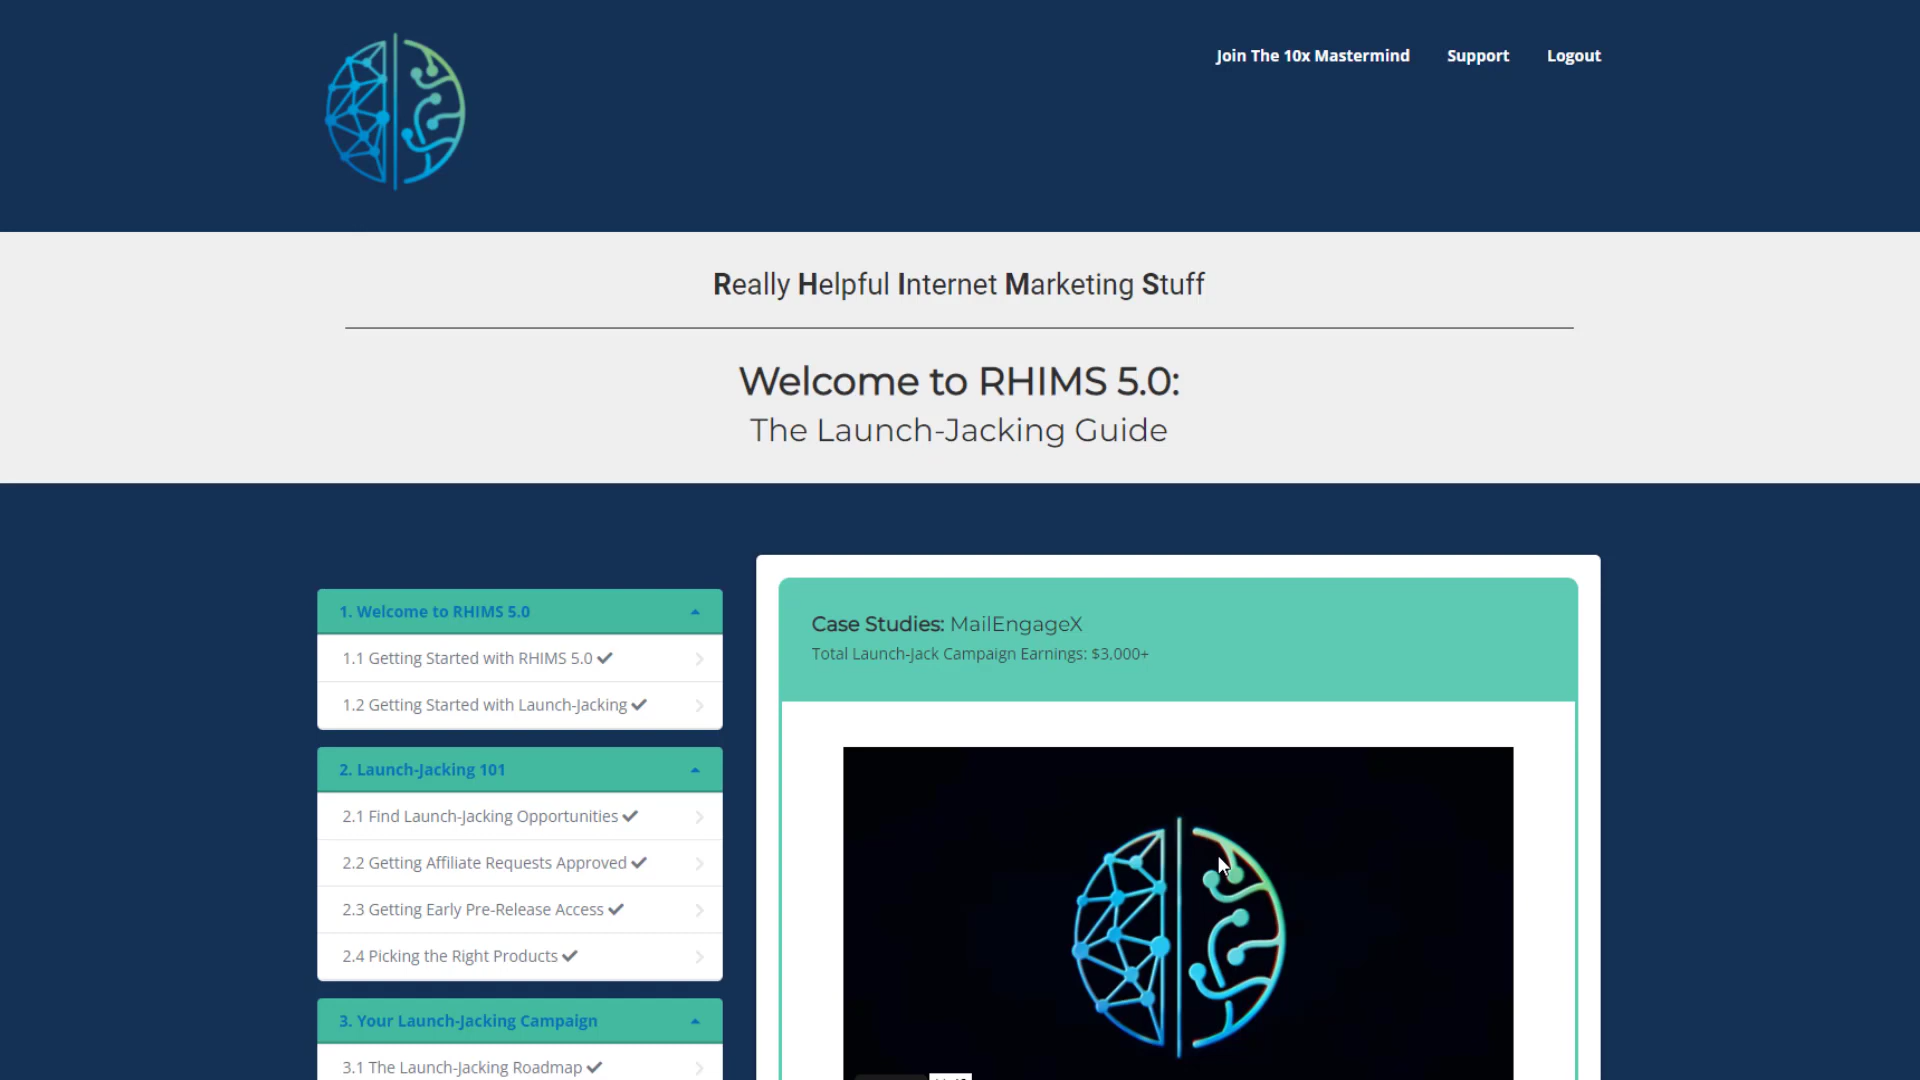 Join The 10x Mastermind Support Logout
Really Helpful Internet Marketing Stuff
Welcome to RHIMS 5.0:
The Launch-Jacking Guide
1. Welcome to RHIMS 5.0
1.1 Getting Started with RHIMS 5.0
1.2 Getting Started with Launch-Jacking
2. Launch-Jacking 101
2.1 Find Launch-Jacking Opportunities
2.2 Getting Affiliate Requests Approved
2.3 Getting Early Pre-Release Access
2.4 Picking the Right Products
3. Your Launch-Jacking Campaign
3.1 The Launch-Jacking Roadmap
Case Studies: MailEngageX
Total Launch-Jack Campaign Earnings: $3,000+